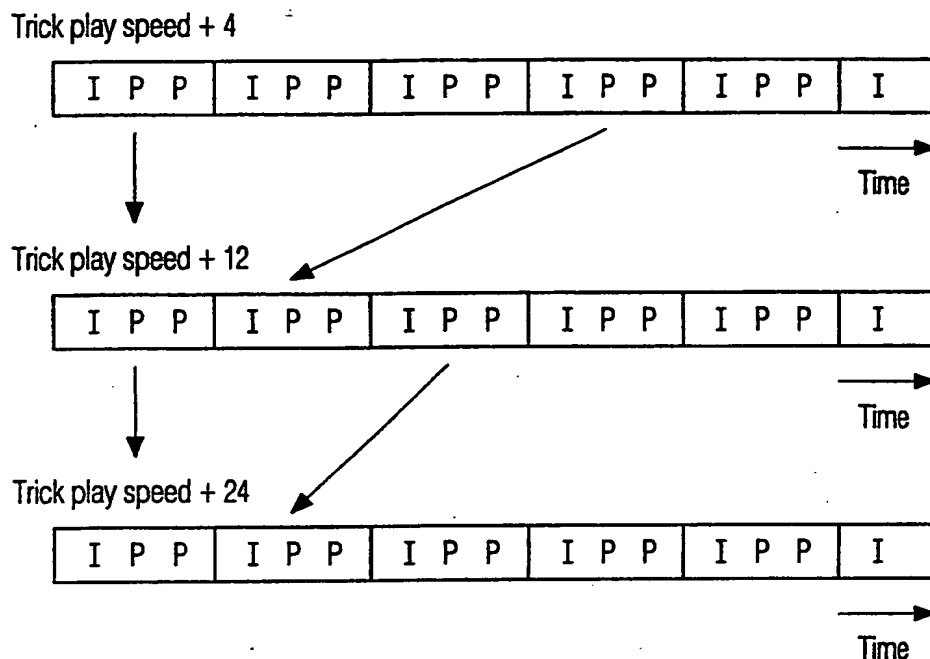 Trick play speed + 4
I P P I P P I P P I P P I P P I
Time
Trick play speed + 12
I P P I P P I P P I P P I P P I
Time
Trick play speed + 24
I P P I P P I P P I P P I P P I
Time